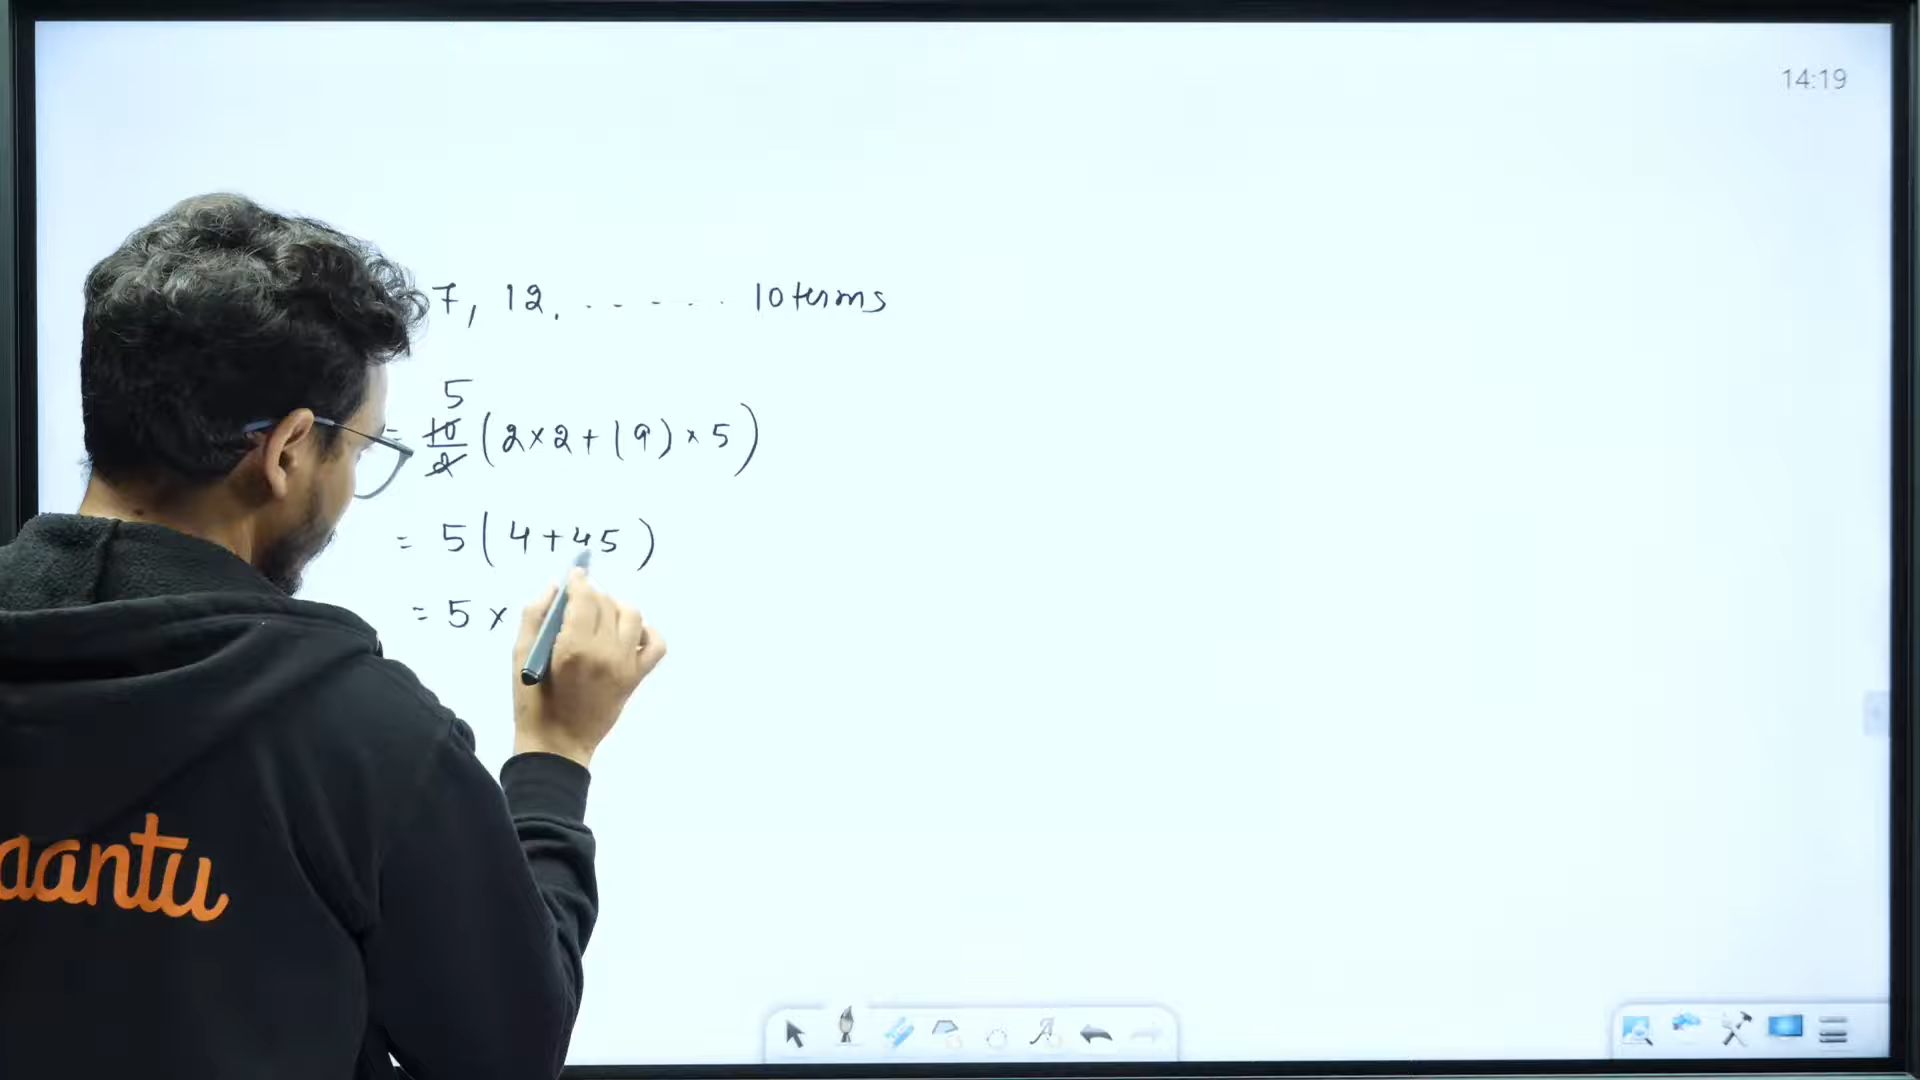 14:19
7, 12, . - - - . . 10 terms
5
= 10/2 (2×2+(9)×5)
= 5(4+45)
= 5×
aantu